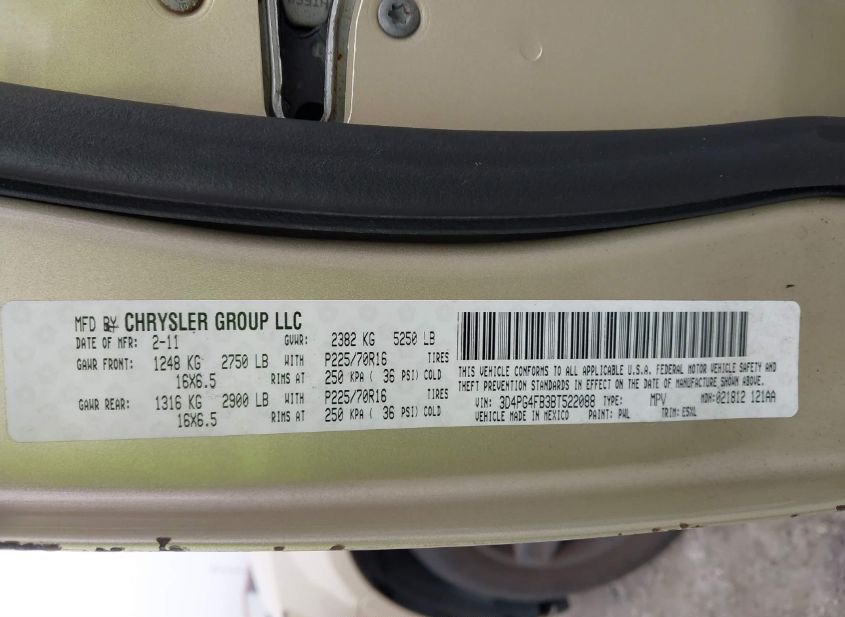 MFD BY CHRYSLER GROUP LLC
DATE OF MFR: 2-11 GVWR: 2382 KG 5250 LB
GAWR FRONT: 1248 KG 2750 LB WITH P225/70R16 TIRES
16X6.5 RIMS AT 250 KPA ( 36 PSI) COLD
GAWR REAR: 1316 KG 2900 LB WITH P225/70R16 TIRES
16X6.5 RIMS AT 250 KPA ( 36 PSI) COLD
THIS VEHICLE CONFORMS TO ALL APPLICABLE U.S.A. FEDERAL MOTOR VEHICLE SAFETY AND
THEFT PREVENTION STANDARDS IN EFFECT ON THE DATE OF MANUFACTURE SHOWN ABOVE.
VIN: 3D4PG4FB3BT522088 TYPE: MPV MDH: 021812 121AA
VEHICLE MADE IN MEXICO PAINT: PWL TRIM: E5XL